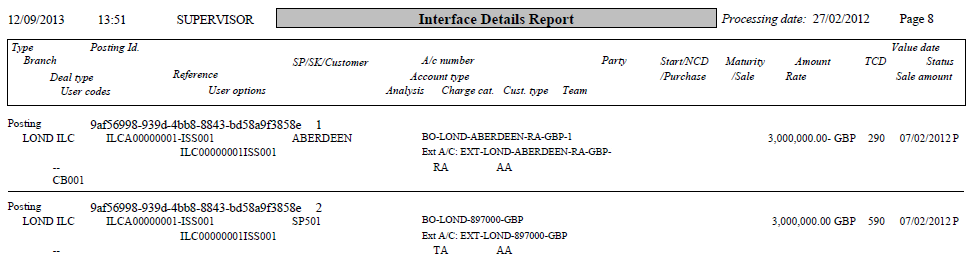 12/09/2013 13:51 SUPERVISOR Interface Details Report Processing date: 27/02/2012 Page 8
Type Posting Id. Value date
Branch SP/SK/Customer A/c number Party Start/NCD Maturity Amount TCD Status
Deal type Reference Account type /Purchase /Sale Rate Sale amount
User codes User options Analysis Charge cat. Cust. type Team
Posting 9af56998-939d-4bb8-8843-bd58a9f3858e 1
LOND ILC ILCA00000001-ISS001 ABERDEEN BO-LOND-ABERDEEN-RA-GBP-1 3,000,000.00- GBP 290 07/02/2012 P
ILC00000001ISS001 Ext A/C: EXT-LOND-ABERDEEN-RA-GBP-
-- RA AA
CB001
Posting 9af56998-939d-4bb8-8843-bd58a9f3858e 2
LOND ILC ILCA00000001-ISS001 SP501 BO-LOND-897000-GBP 3,000,000.00 GBP 590 07/02/2012 P
ILC00000001ISS001 Ext A/C: EXT-LOND-897000-GBP
-- TA AA